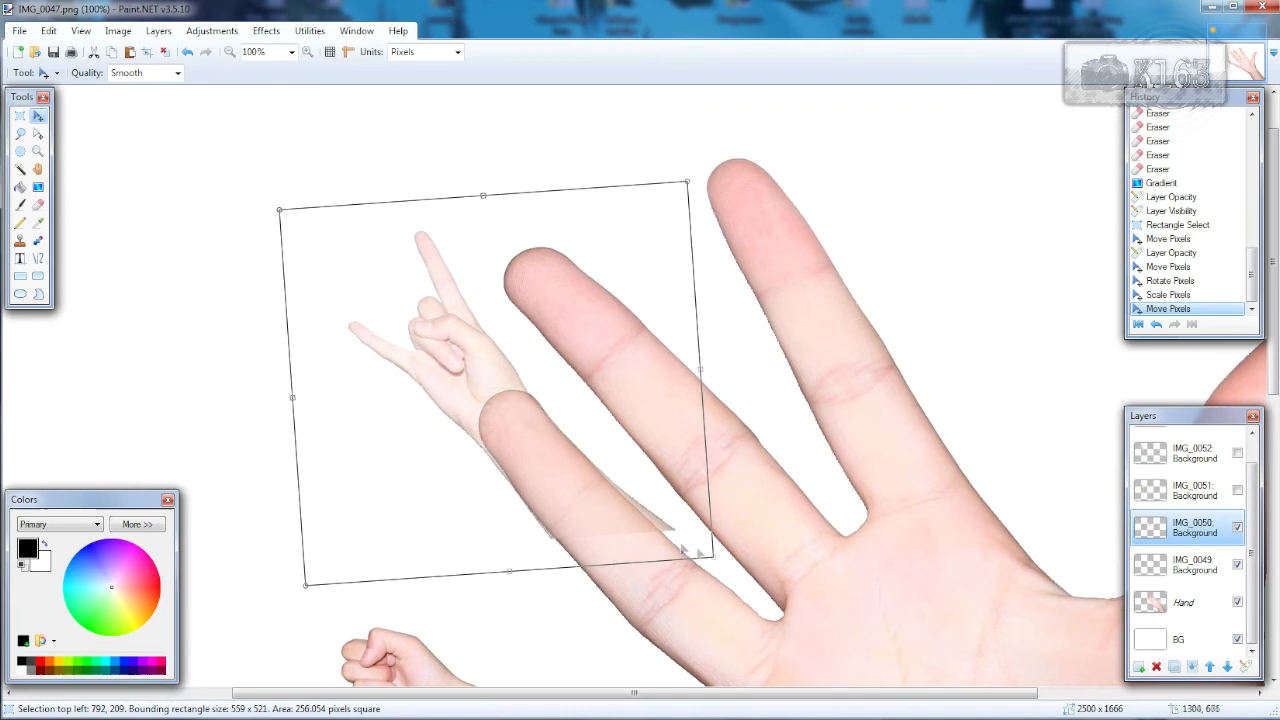 IMG_0047.png (100%) - Paint.NET v3.5.10
File Edit View Image Layers Adjustments Effects Utilities Window Help
100% Units: Pixels
Tool: Quality: Smooth
K163
Tools
T
History
Eraser
Eraser
Eraser
Eraser
Eraser
Gradient
Layer Opacity
Layer Visibility
Rectangle Select
Move Pixels
Layer Opacity
Move Pixels
Rotate Pixels
Scale Pixels
Move Pixels
Layers
IMG_0052:
Background
IMG_0051:
Background
IMG_0050:
Background
IMG_0049:
Background
Hand
BG
Colors
Primary More >>
Selection top left: 792, 209. Bounding rectangle size: 559 x 521. Area: 256.054 pixels square 2500 x 1666